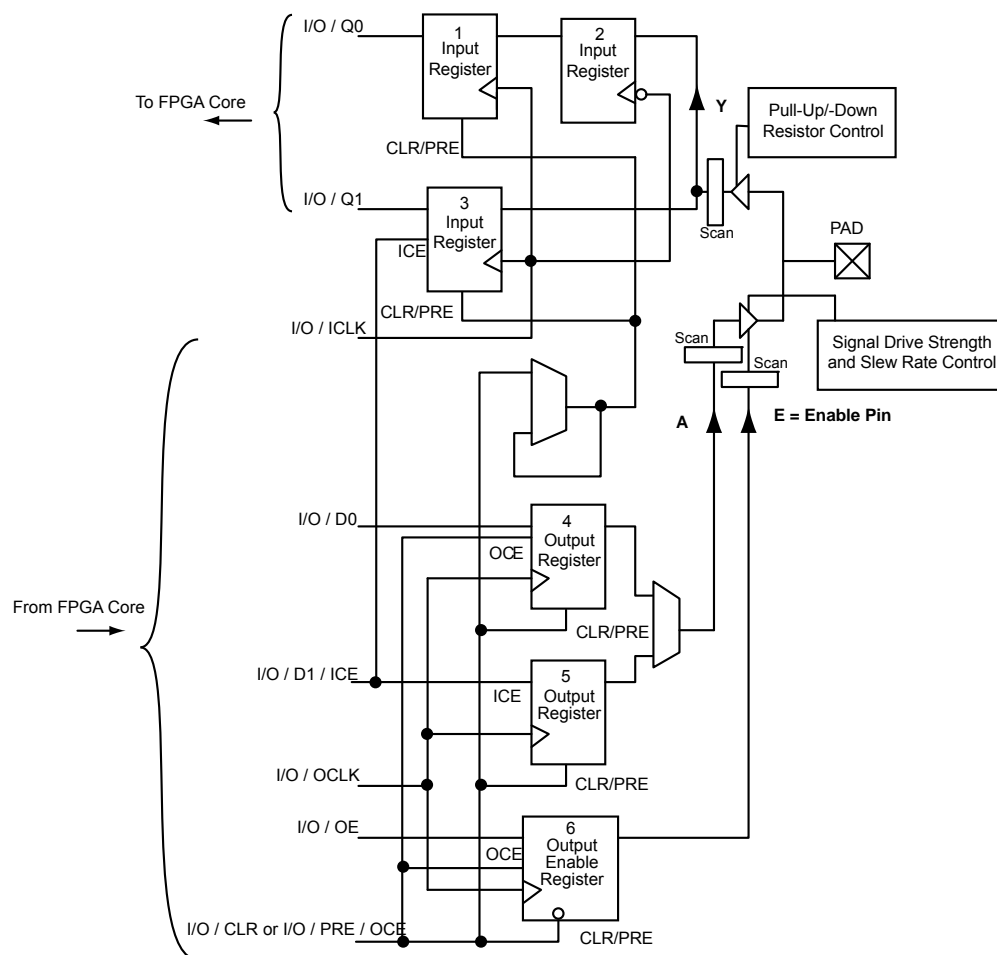 I/O / Q0
1
Input
Register
2
Input
Register
To FPGA Core
Y
Pull-Up/-Down
Resistor Control
CLR/PRE
I/O / Q1
3
Input
Register
ICE
Scan
PAD
CLR/PRE
I/O / ICLK
Scan
Signal Drive Strength
and Slew Rate Control
Scan
A
E = Enable Pin
I/O / D0
4
Output
Register
OCE
From FPGA Core
CLR/PRE
I/O / D1 / ICE
5
Output
Register
ICE
I/O / OCLK
CLR/PRE
I/O / OE
6
Output
Enable
Register
OCE
I/O / CLR or I/O / PRE / OCE
CLR/PRE